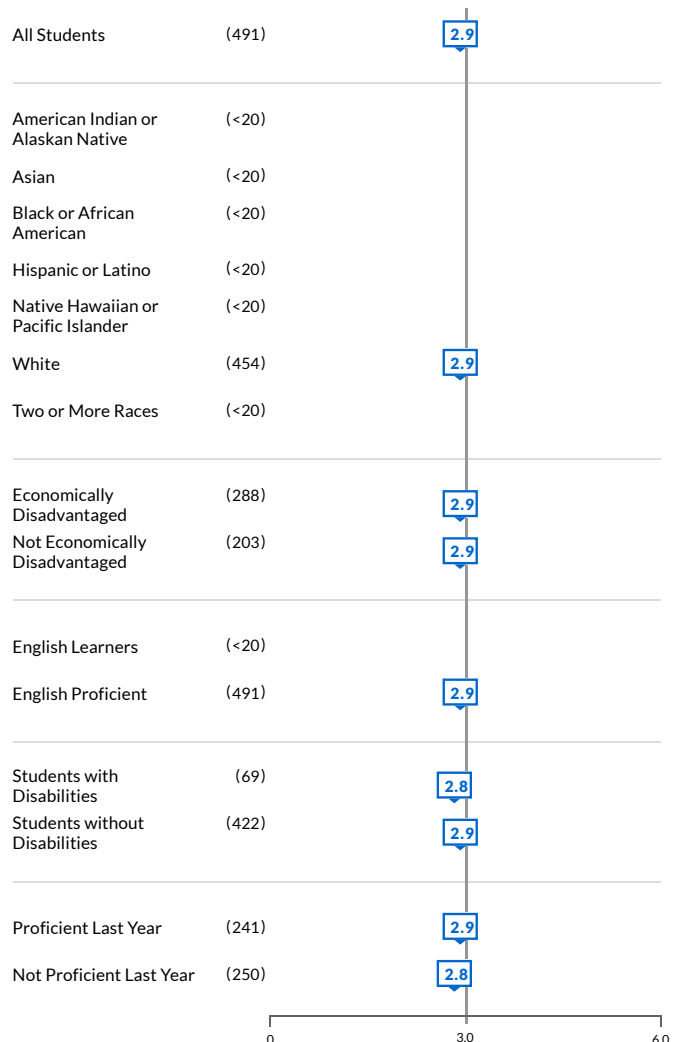 All Students (491) 2.9
American Indian or (<20)
Alaskan Native
Asian (<20)
Black or African (<20)
American
Hispanic or Latino (<20)
Native Hawaiian or (<20)
Pacific Islander
White (454) 2.9
Two or More Races (<20)
Economically (288) 2.9
Disadvantaged
Not Economically (203) 2.9
Disadvantaged
English Learners (<20)
English Proficient (491) 2.9
Students with (69) 2.8
Disabilities
Students without (422) 2.9
Disabilities
Proficient Last Year (241) 2.9
Not Proficient Last Year (250) 2.8
0 3.0 6.0